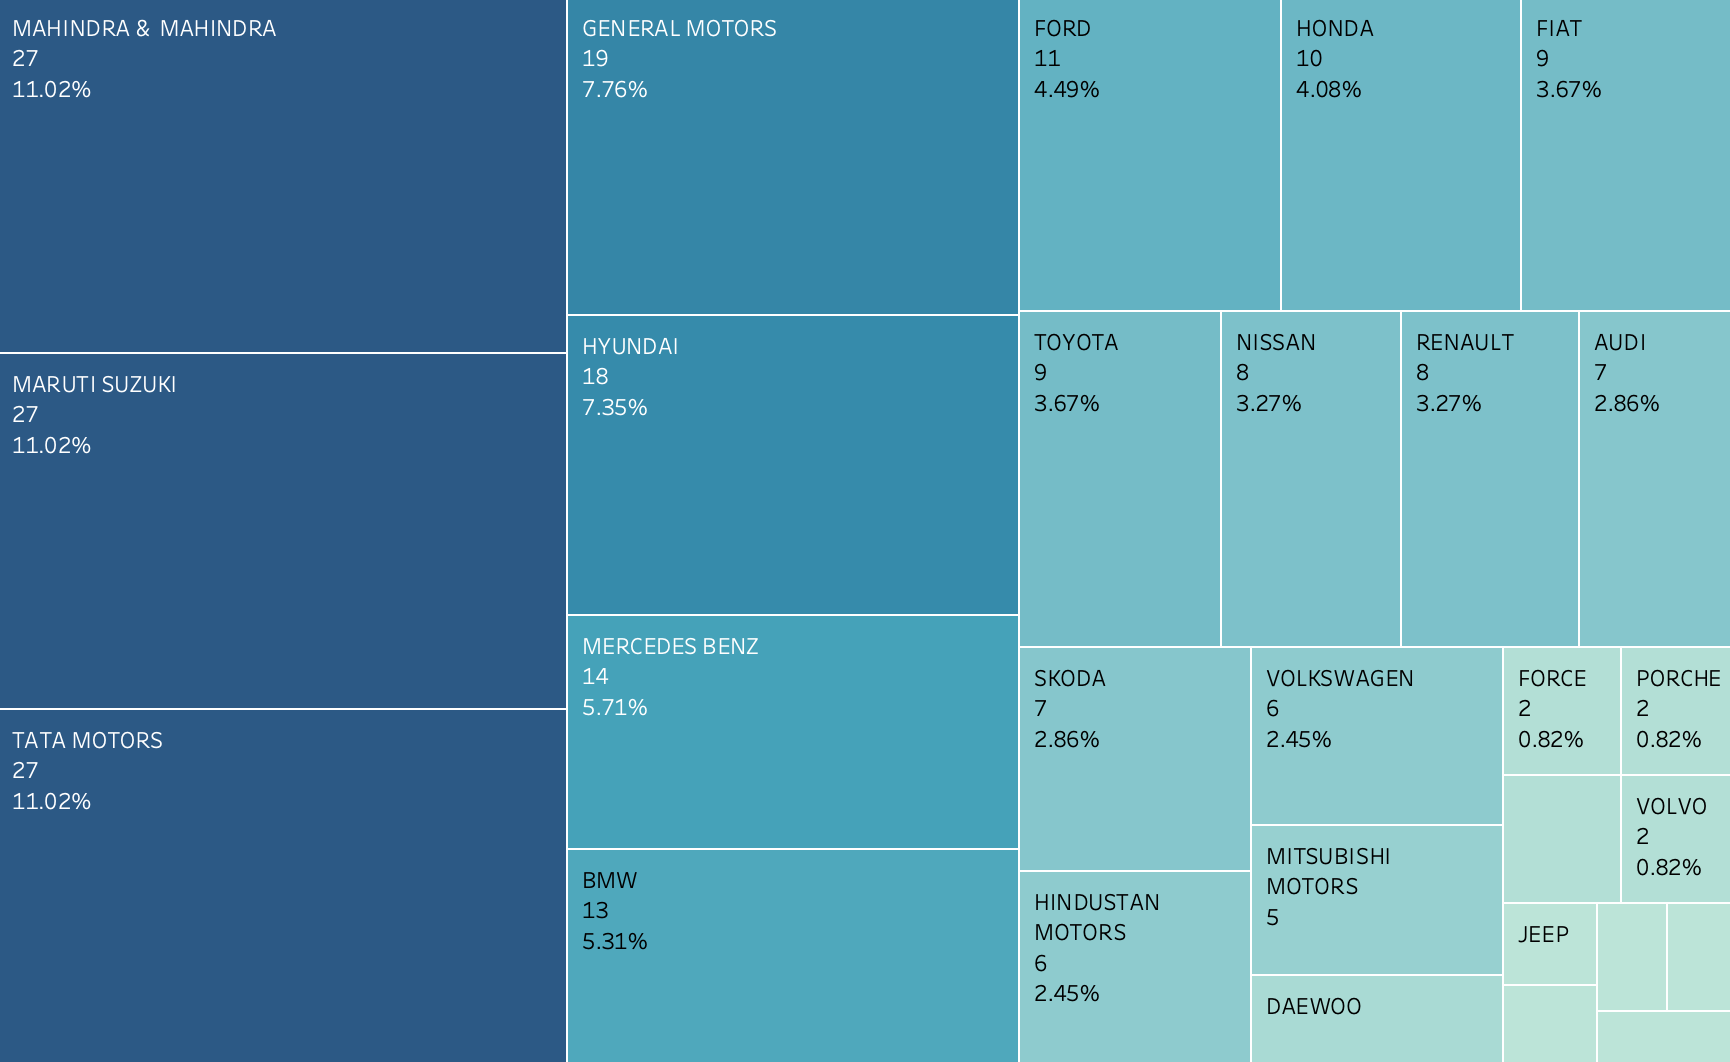 MAHINDRA & MAHINDRA
27
11.02%
MARUTI SUZUKI
27
11.02%
TATA MOTORS
27
11.02%
GENERAL MOTORS
19
7.76%
HYUNDAI
18
7.35%
MERCEDES BENZ
14
5.71%
BMW
13
5.31%
FORD
11
4.49%
HONDA
10
4.08%
FIAT
9
3.67%
TOYOTA
9
3.67%
NISSAN
8
3.27%
RENAULT
8
3.27%
AUDI
7
2.86%
SKODA
7
2.86%
HINDUSTAN
MOTORS
6
2.45%
VOLKSWAGEN
6
2.45%
MITSUBISHI
MOTORS
5
DAEWOO
FORCE
2
0.82%
PORCHE
2
0.82%
VOLVO
2
0.82%
JEEP